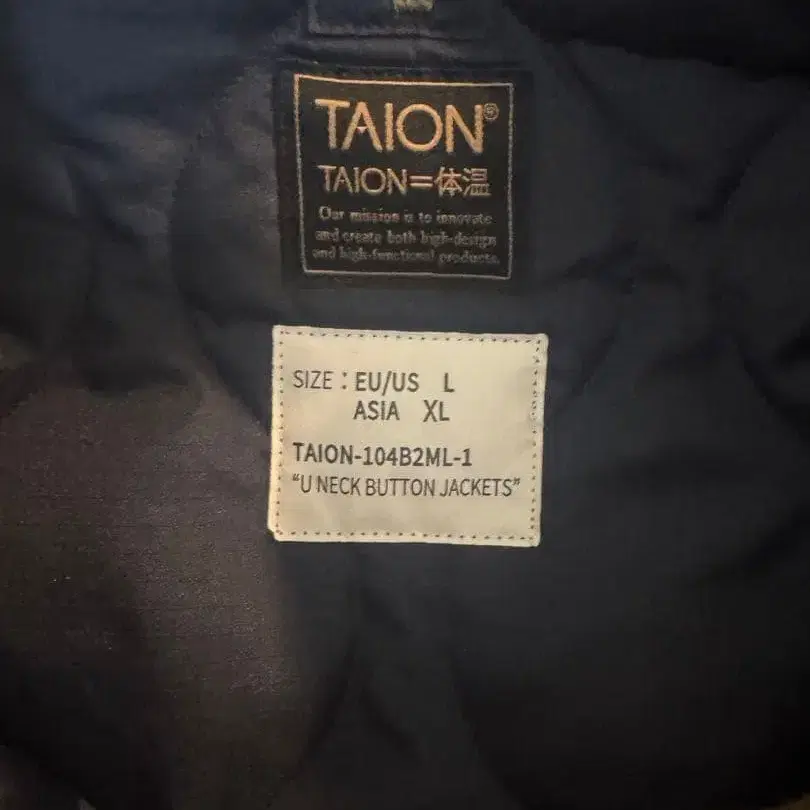 TAION®
TAION=体温
Our mission is to innovate
and create both high-design
and high-functional products.
SIZE : EU/US L
ASIA XL
TAION-104B2ML-1
“U NECK BUTTON JACKETS”